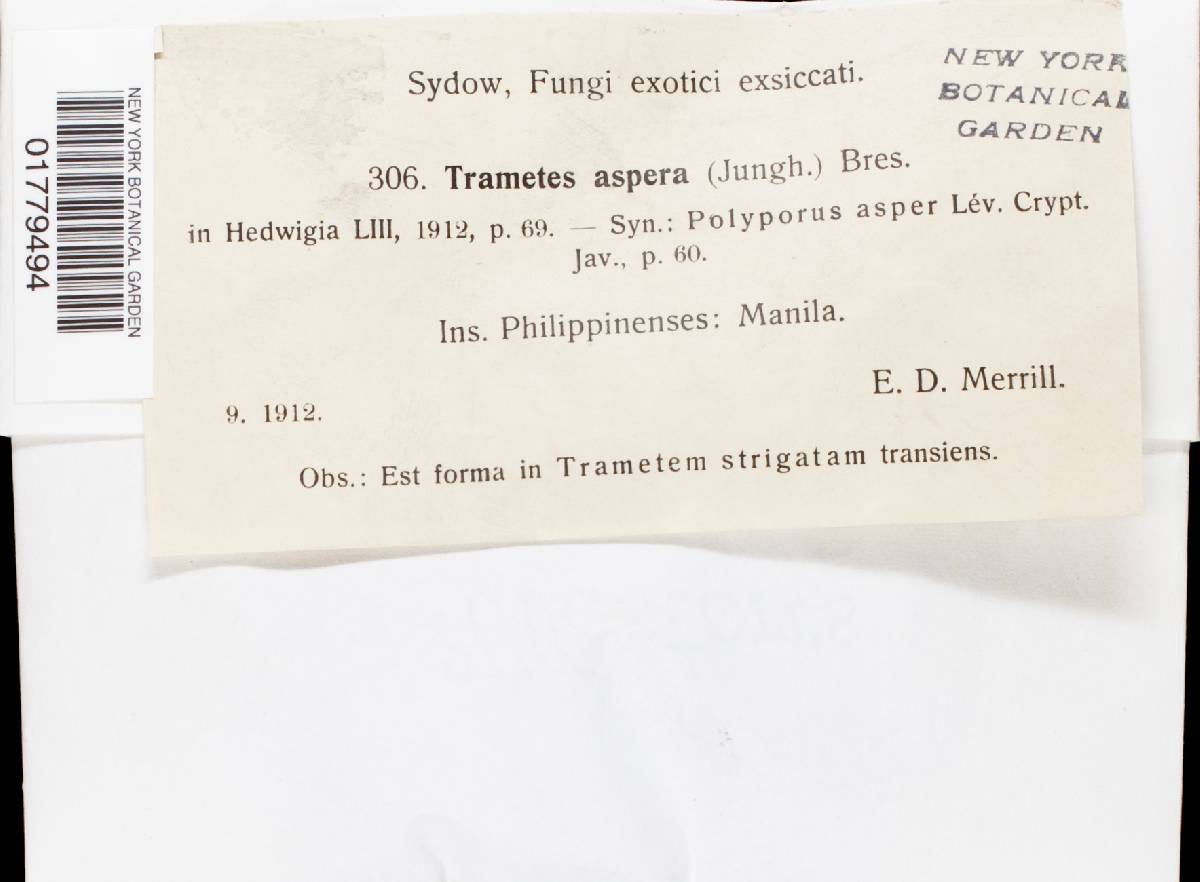 Sydow, Fungi exotici exsiccati.
NEW YORK
BOTANICAL
GARDEN
306. Trametes aspera (Jungh.) Bres.
in Hedwigia LIII, 1912, p. 69. — Syn.: Polyporus asper Lév. Crypt.
Jav., p. 60.
Ins. Philippinenses: Manila.
E. D. Merrill.
9. 1912.
Obs.: Est forma in Trametem strigatam transiens.
NEW YORK BOTANICAL GARDEN
01779494